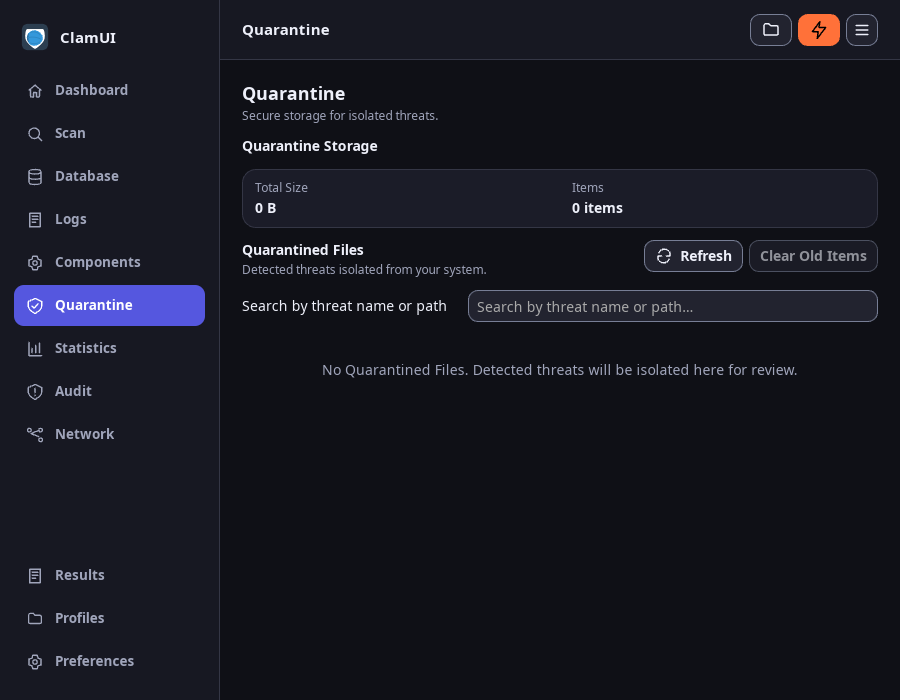 ClamUI
Dashboard
Scan
Database
Logs
Components
Quarantine
Statistics
Audit
Network
Results
Profiles
Preferences
Quarantine
Quarantine
Secure storage for isolated threats.
Quarantine Storage
Total Size
0 B
Items
0 items
Quarantined Files
Detected threats isolated from your system.
Refresh
Clear Old Items
Search by threat name or path
Search by threat name or path...
No Quarantined Files. Detected threats will be isolated here for review.